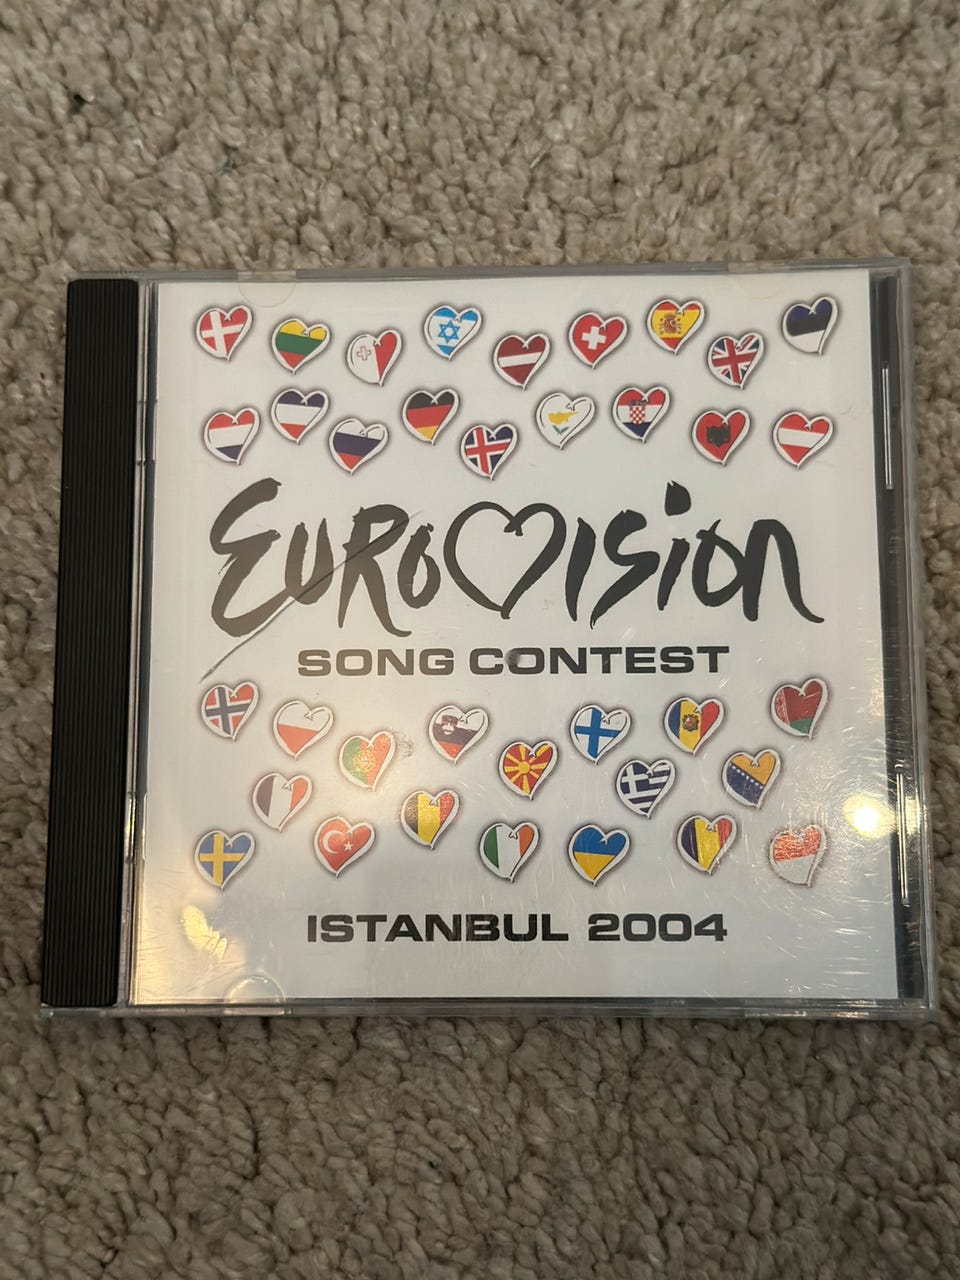 EUROVISION
SONG CONTEST
ISTANBUL 2004